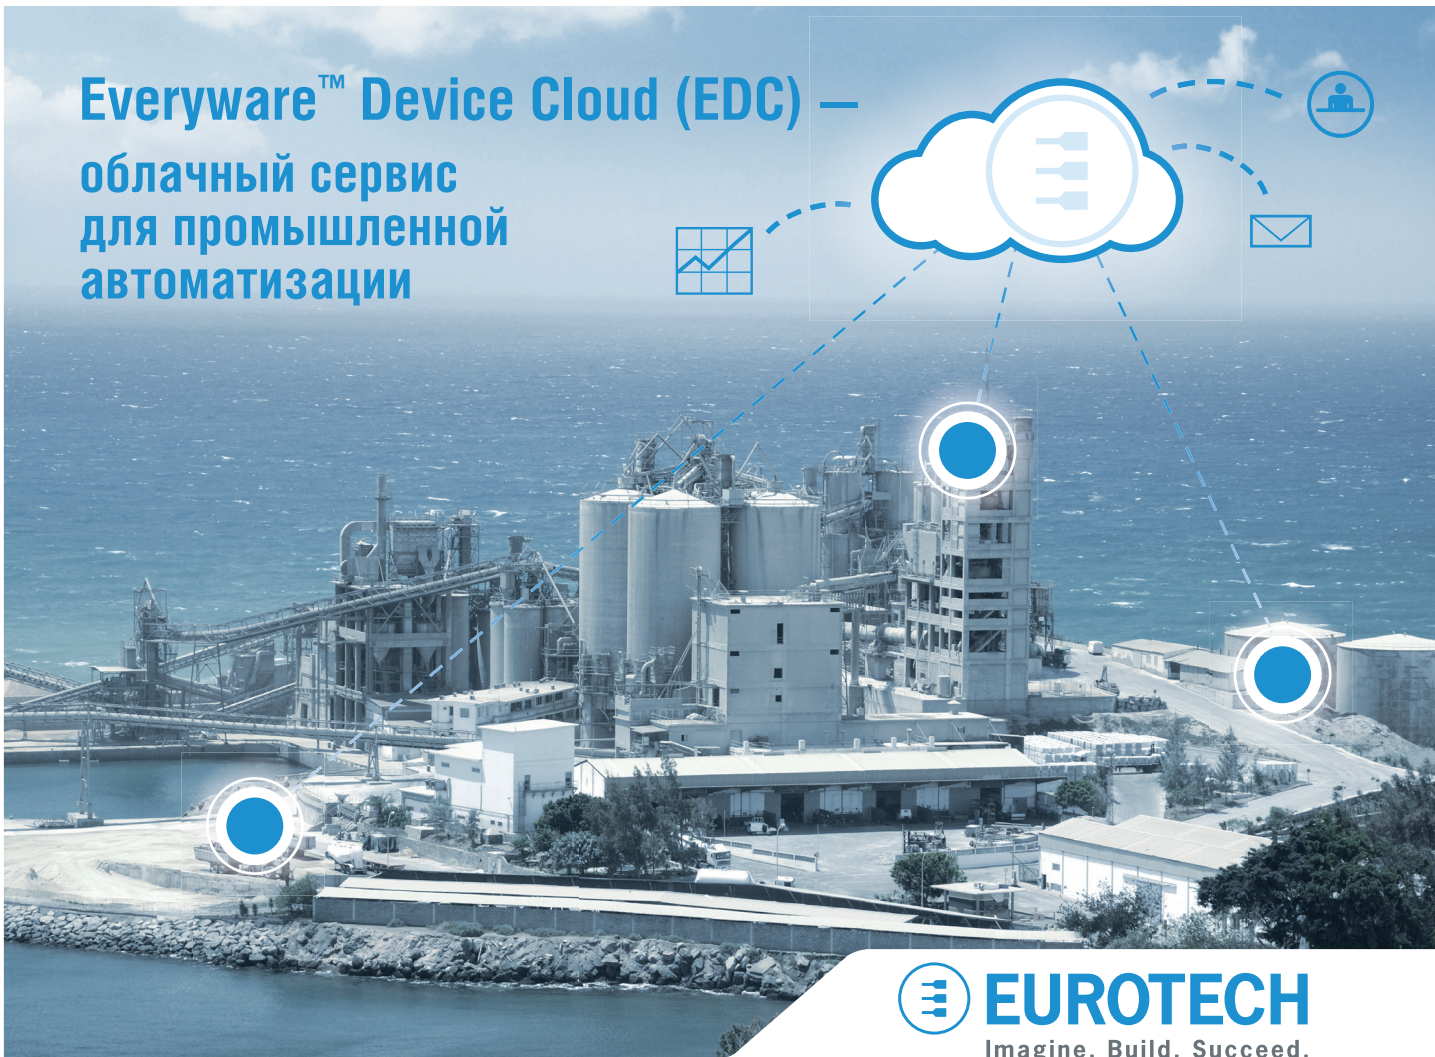 Everyware™ Device Cloud (EDC) —
облачный сервис
для промышленной
автоматизации
EUROTECH
Imagine. Build. Succeed.